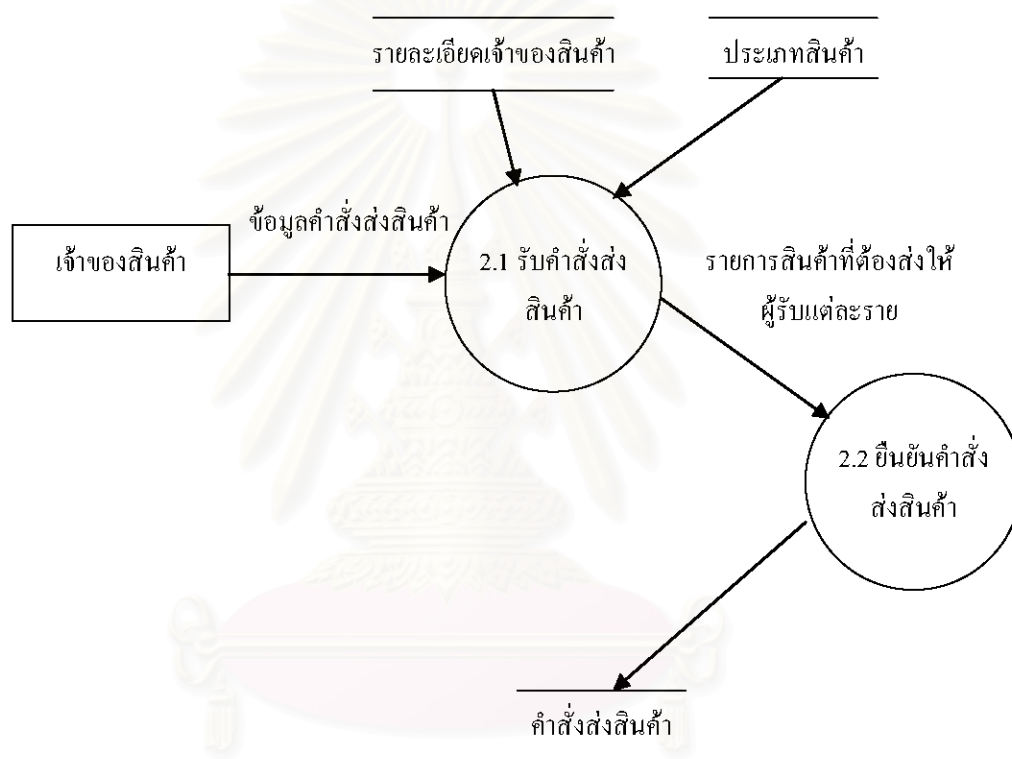 รายละเอียดเจ้าของสินค้า
ประเภทสินค้า
ข้อมูลคำสั่งส่งสินค้า
เจ้าของสินค้า
2.1 รับคำสั่งส่ง
สินค้า
รายการสินค้าที่ต้องส่งให้
ผู้รับแต่ละราย
2.2 ยืนยันคำสั่ง
ส่งสินค้า
คำสั่งส่งสินค้า